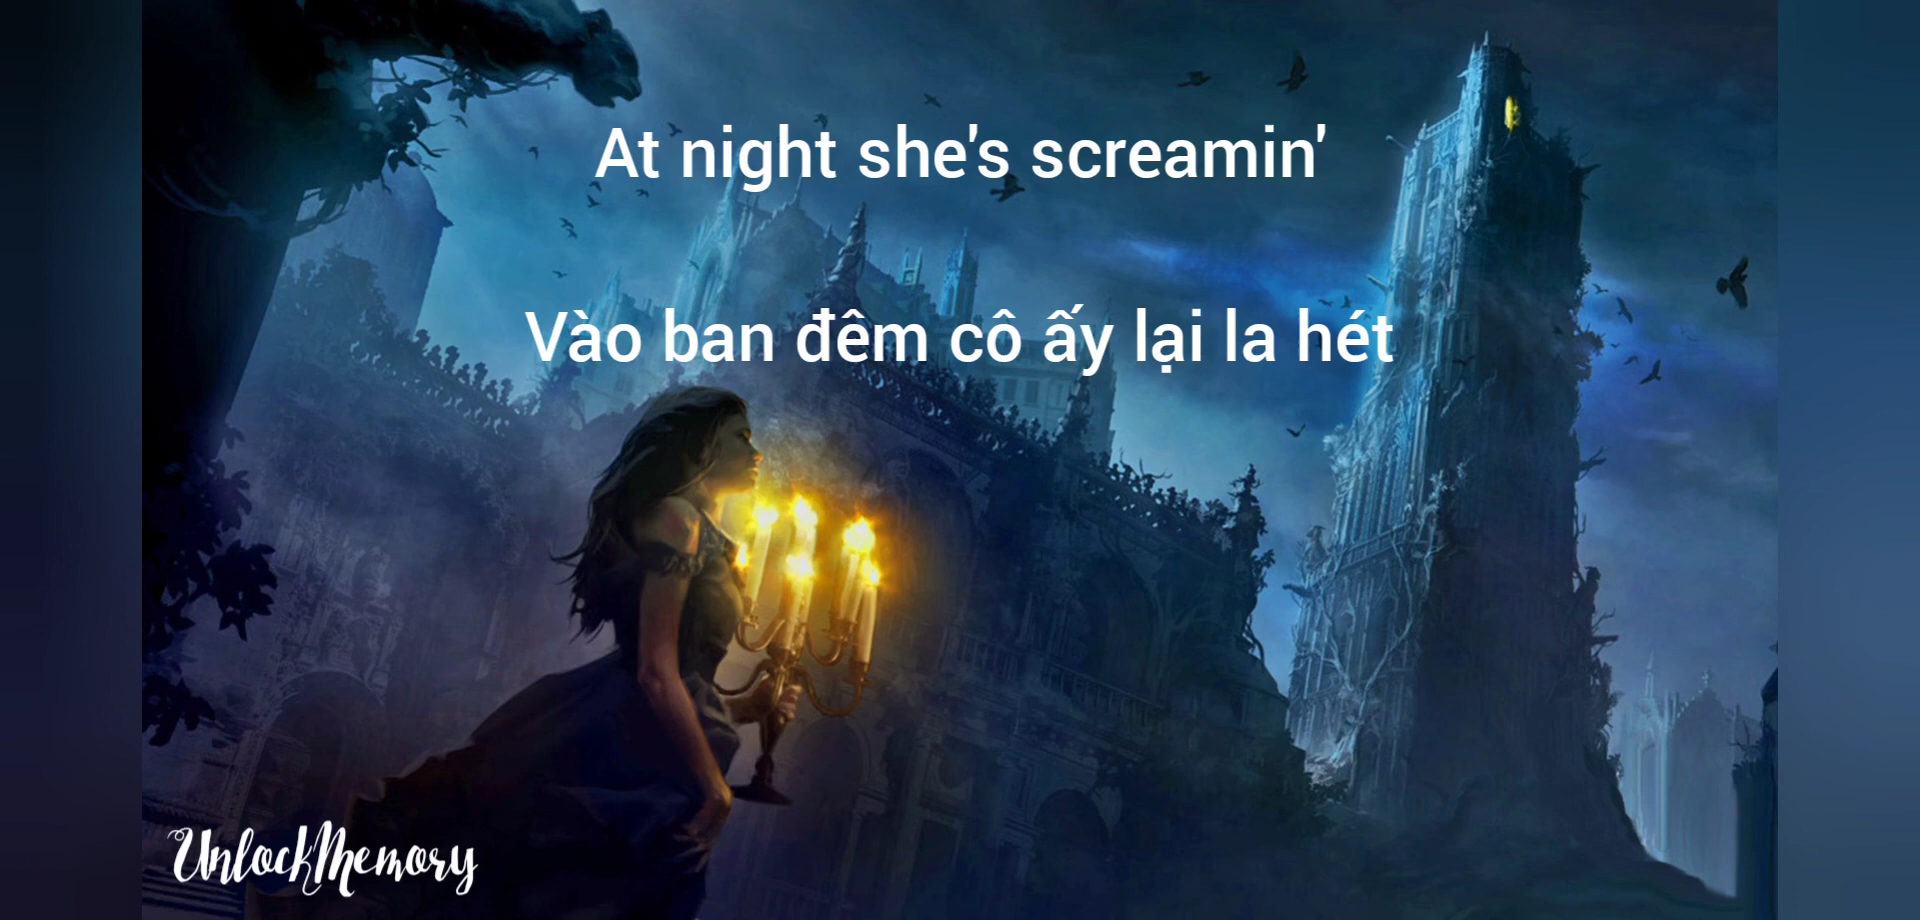 At night she's screamin'
Vào ban đêm cô ấy lại la hét
UnlockMemory